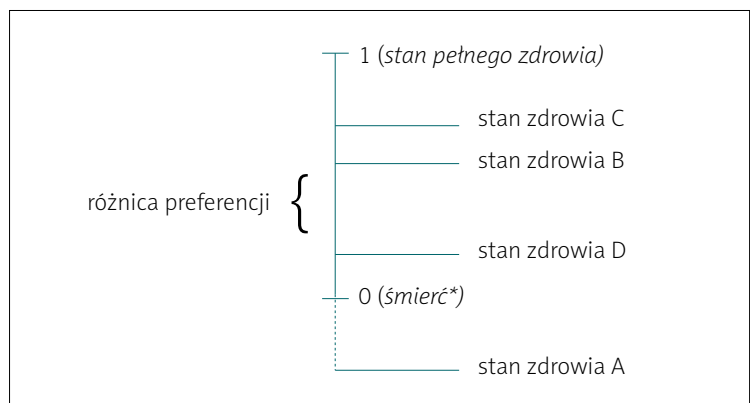 1 (stan pełnego zdrowia)
stan zdrowia C
stan zdrowia B
różnica preferencji {
stan zdrowia D
0 (śmierć*)
stan zdrowia A